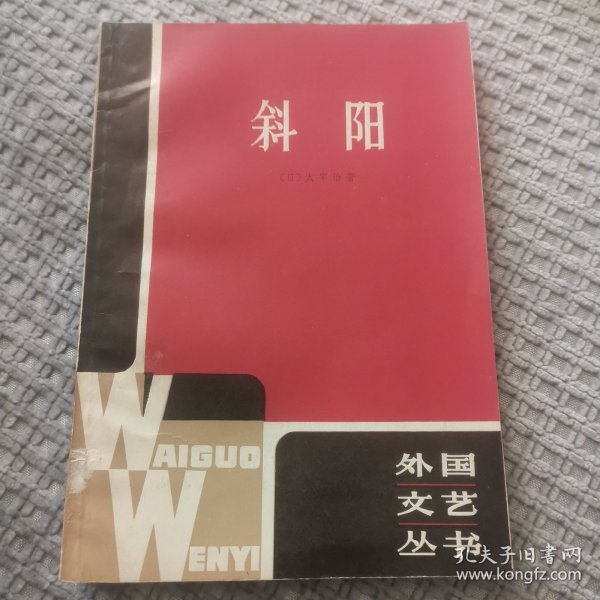 斜阳
〔日〕太宰治著
WAIGUO
WENYI
外国
文艺
丛书
孔夫子旧书网
www.kongfz.com